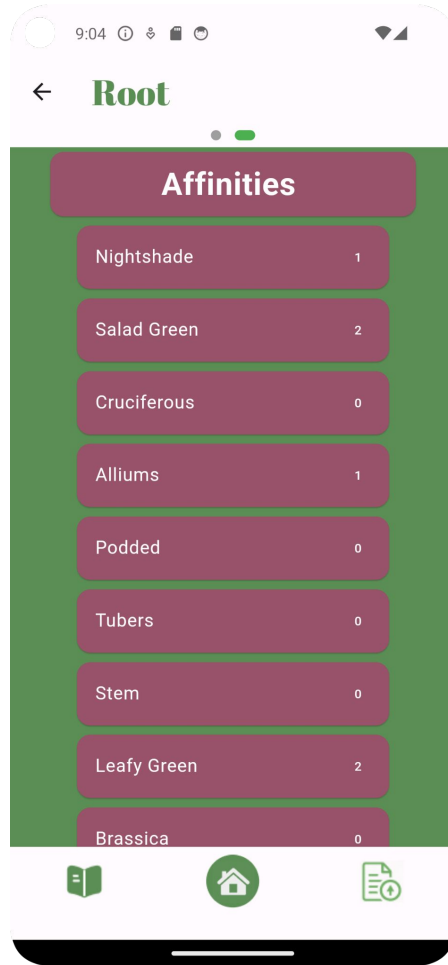 9:04
Root
Affinities
Nightshade 1
Salad Green 2
Cruciferous 0
Alliums 1
Podded 0
Tubers 0
Stem 0
Leafy Green 2
Brassica 0